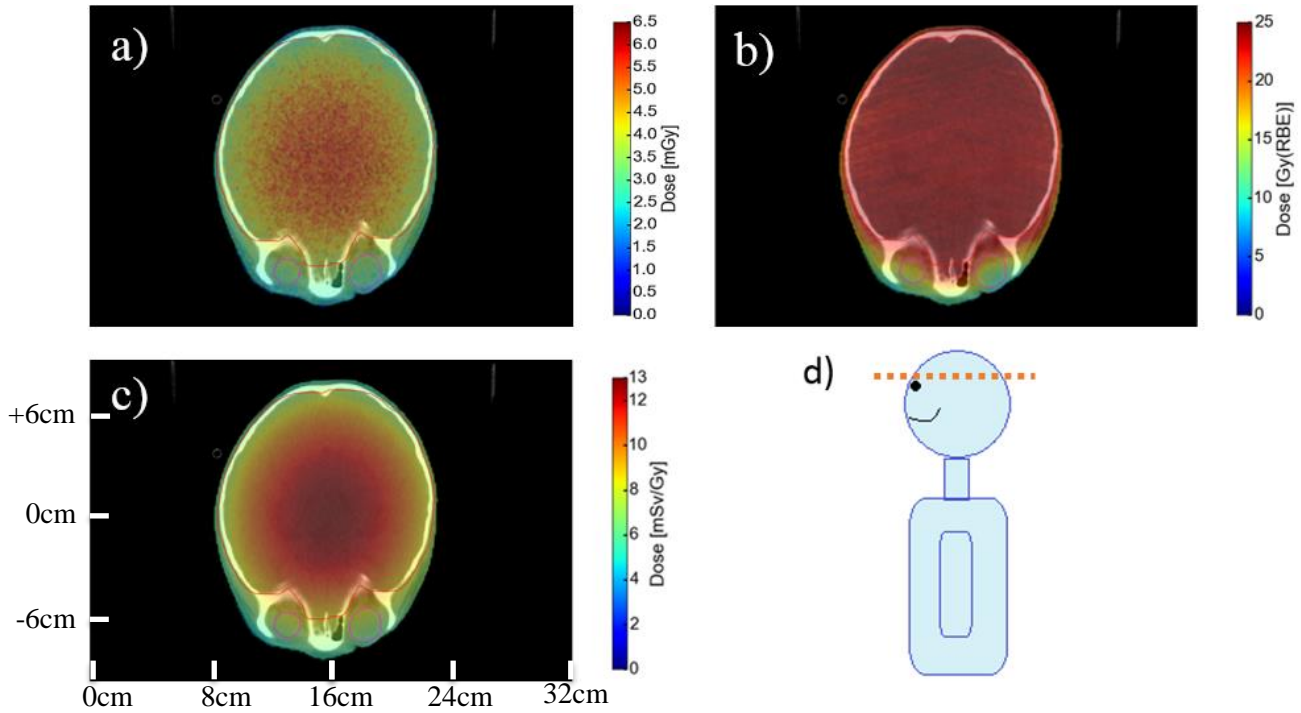 a)
6.5
6.0
5.5
5.0
4.5
4.0
3.5
3.0
2.5
2.0
1.5
1.0
0.5
0.0
Dose [mGy]
b)
25
20
15
10
5
0
Dose [Gy(RBE)]
c)
13
12
10
8
6
4
2
0
Dose [mSv/Gy]
+6cm
0cm
-6cm
0cm
8cm
16cm
24cm
32cm
d)